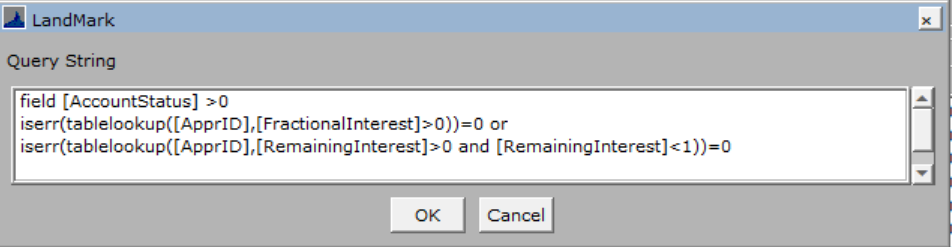 LandMark
Query String
field [AccountStatus] >0
iserr(tablelookup([ApprID],[FractionalInterest]>0))=0 or
iserr(tablelookup([ApprID],[RemainingInterest]>0 and [RemainingInterest]<1))=0
OK
Cancel